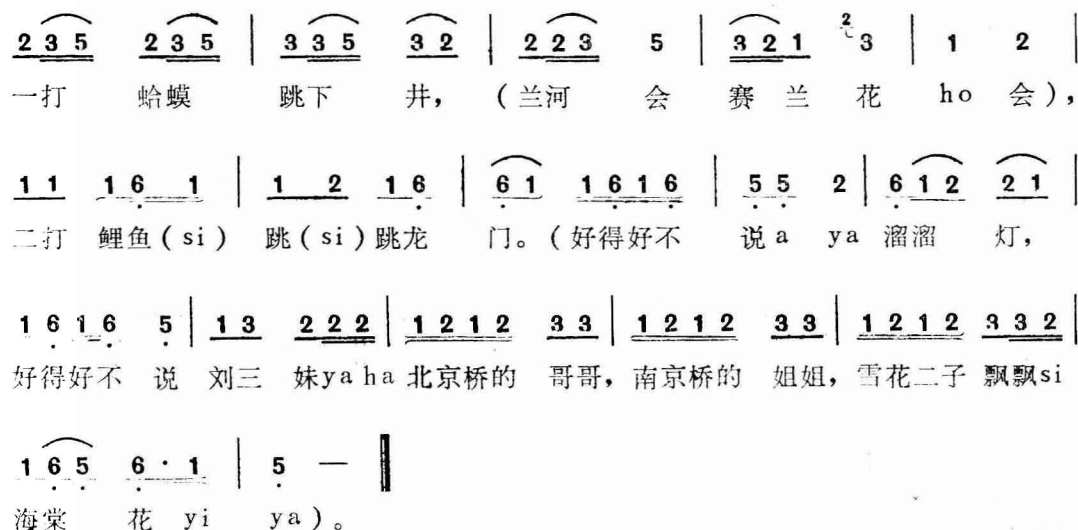 2 3 5 2 3 5 | 3 3 5 3 2 | 2 2 3 5 | 3 2 1 2 3 | 1 2 |
一打 蛤蟆 跳下 井，（兰河 会 赛 兰 花 ho 会），
1 1 1 6 1 | 1 2 1 6 | 6 1 1 6 1 6 | 5 5 2 | 6 1 2 2 1 |
二打 鲤鱼(si) 跳(si)跳龙 门。（好得好不 说 a ya 溜溜 灯，
1 6 1 6 5 | 1 3 2 2 2 | 1 2 1 2 3 3 | 1 2 1 2 3 3 | 1 2 1 2 3 3 2
好得好不 说 刘三 妹ya ha 北京桥的 哥哥，南京桥的 姐姐，雪花二子 飘飘si
1 6 5 6 · 1 | 5 —
海棠 花 yi ya）。